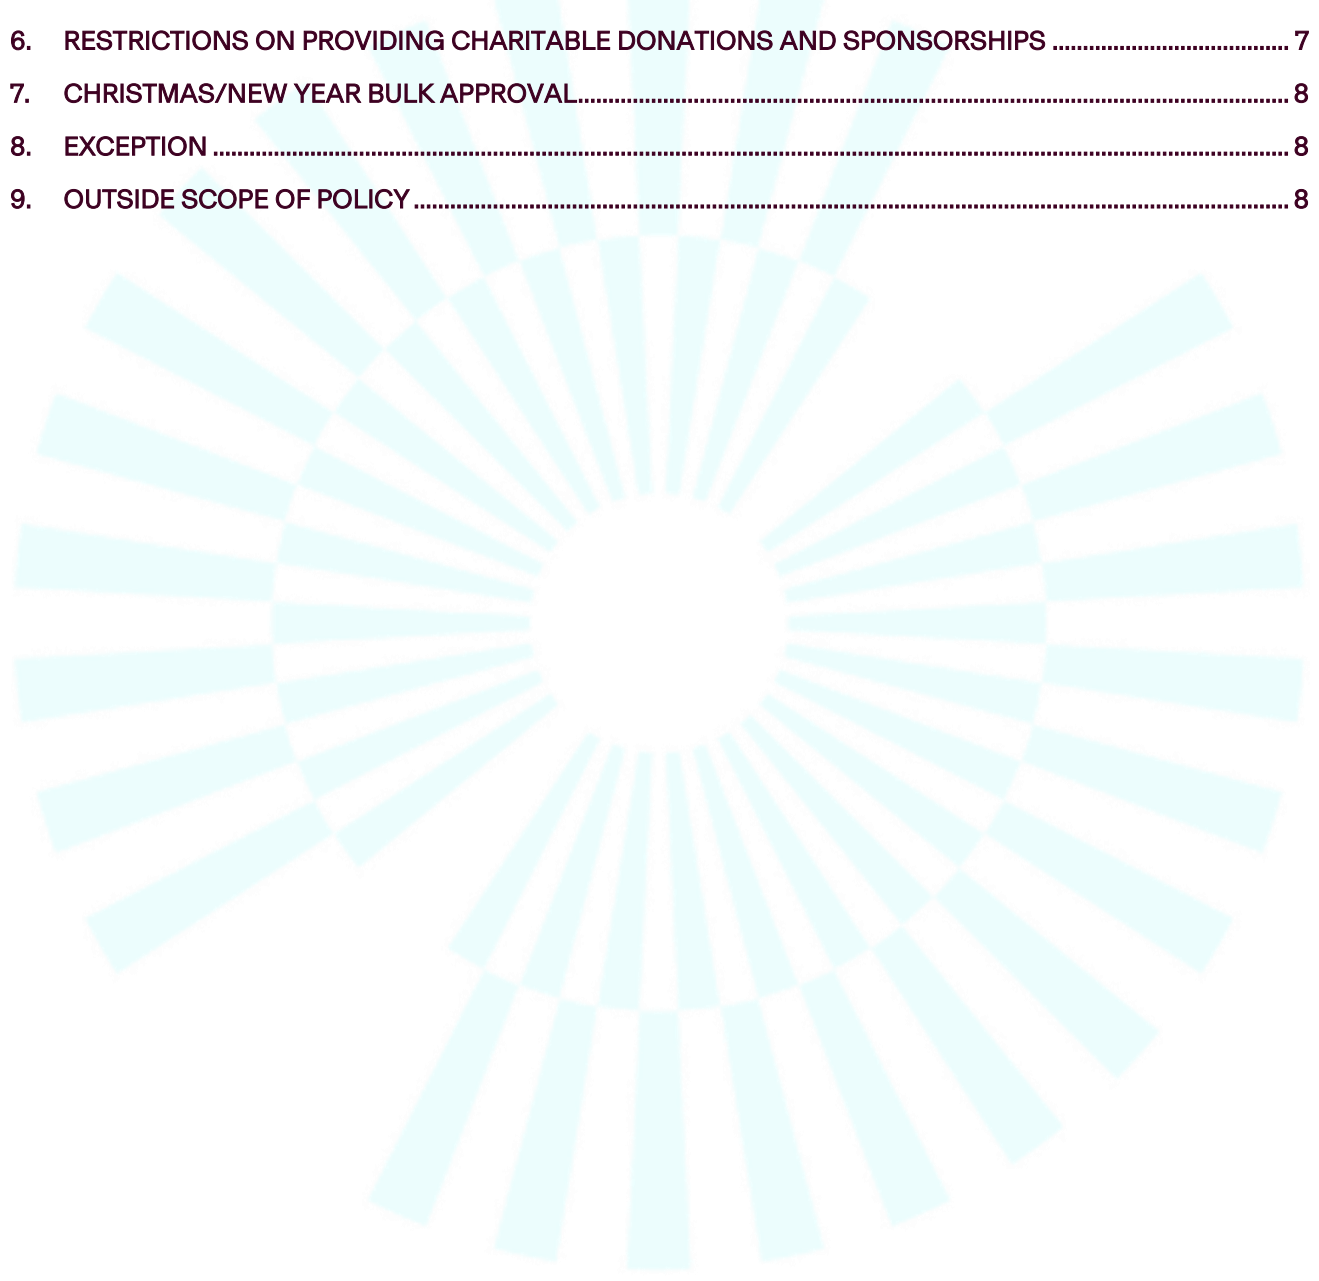 6. RESTRICTIONS ON PROVIDING CHARITABLE DONATIONS AND SPONSORSHIPS ....................................... 7
7. CHRISTMAS/NEW YEAR BULK APPROVAL....................................................................................................................... 8
8. EXCEPTION ................................................................................................................................................................................... 8
9. OUTSIDE SCOPE OF POLICY ................................................................................................................................................. 8